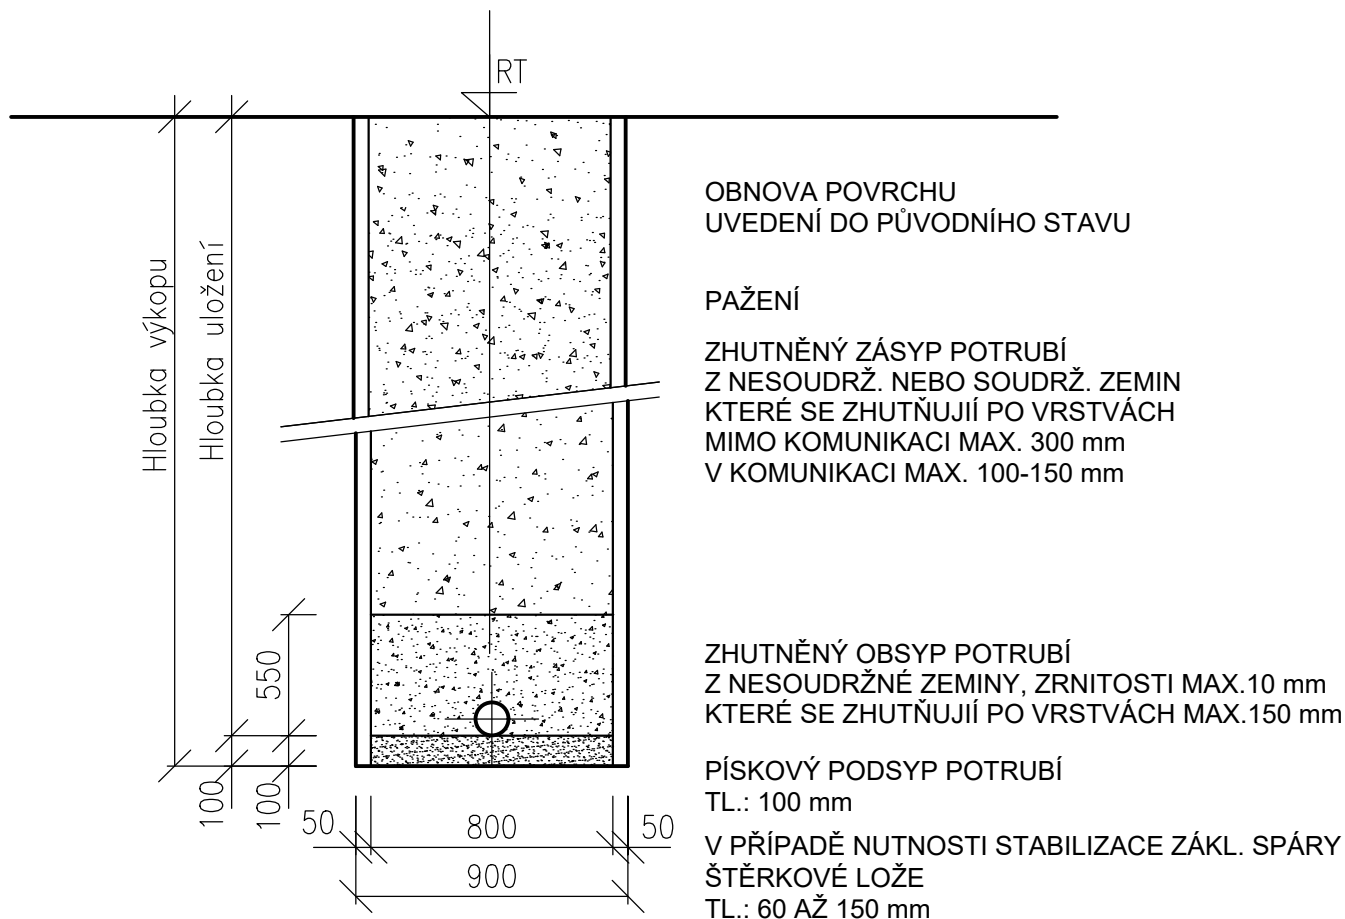 RT
OBNOVA POVRCHU
UVEDENÍ DO PŮVODNÍHO STAVU
PAŽENÍ
ZHUTNĚNÝ ZÁSYP POTRUBÍ
Z NESOUDRŽ. NEBO SOUDRŽ. ZEMIN
KTERÉ SE ZHUTŇUJIÍ PO VRSTVÁCH
MIMO KOMUNIKACI MAX. 300 mm
V KOMUNIKACI MAX. 100-150 mm
Hloubka výkopu
Hloubka uložení
550
100
100
ZHUTNĚNÝ OBSYP POTRUBÍ
Z NESOUDRŽNÉ ZEMINY, ZRNITOSTI MAX.10 mm
KTERÉ SE ZHUTŇUJIÍ PO VRSTVÁCH MAX.150 mm
PÍSKOVÝ PODSYP POTRUBÍ
TL.: 100 mm
50
800
50
900
V PŘÍPADĚ NUTNOSTI STABILIZACE ZÁKL. SPÁRY
ŠTĚRKOVÉ LOŽE
TL.: 60 AŽ 150 mm